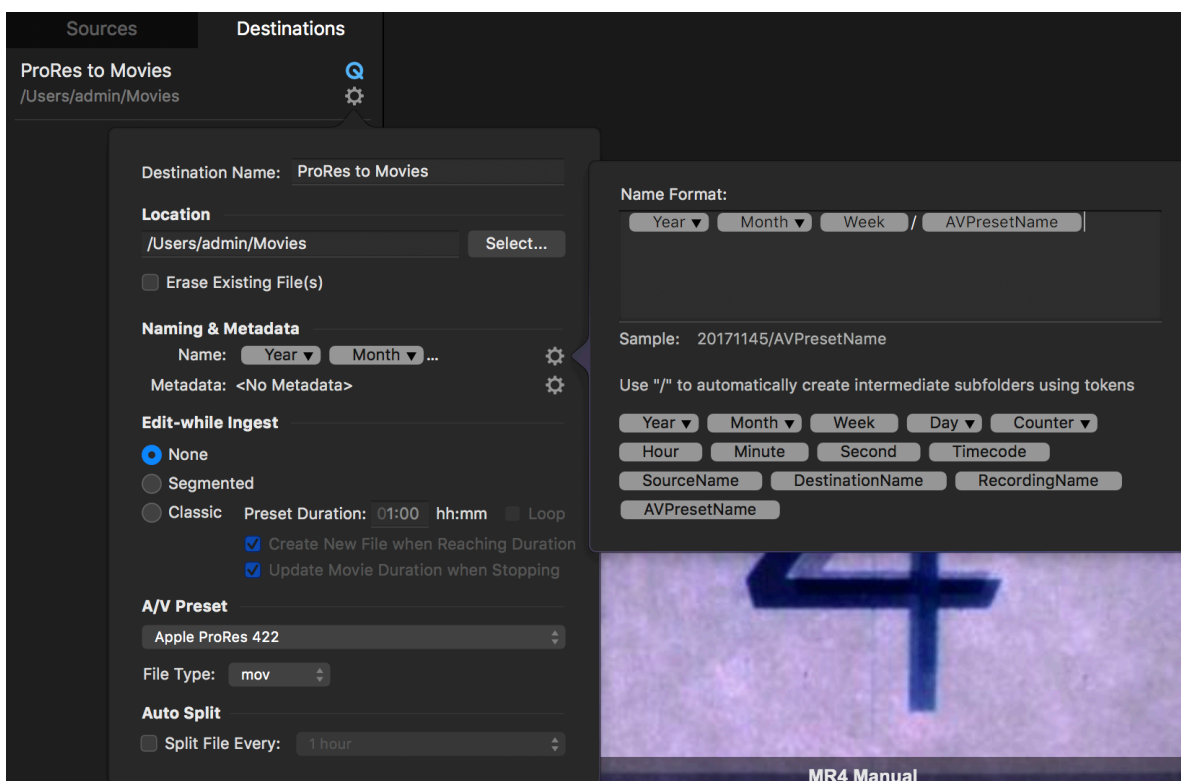 Sources Destinations
ProRes to Movies
/Users/admin/Movies
Destination Name: ProRes to Movies
Location
/Users/admin/Movies Select...
Erase Existing File(s)
Naming & Metadata
Name: Year ▼ Month ▼ ...
Metadata: <No Metadata>
Edit-while Ingest
None
Segmented
Classic Preset Duration: 01:00 hh:mm Loop
Create New File when Reaching Duration
Update Movie Duration when Stopping
A/V Preset
Apple ProRes 422
File Type: mov
Auto Split
Split File Every: 1 hour
Name Format:
Year ▼ Month ▼ Week / AVPresetName
Sample: 20171145/AVPresetName
Use "/" to automatically create intermediate subfolders using tokens
Year ▼ Month ▼ Week Day ▼ Counter ▼
Hour Minute Second Timecode
SourceName DestinationName RecordingName
AVPresetName
4
MR4 Manual